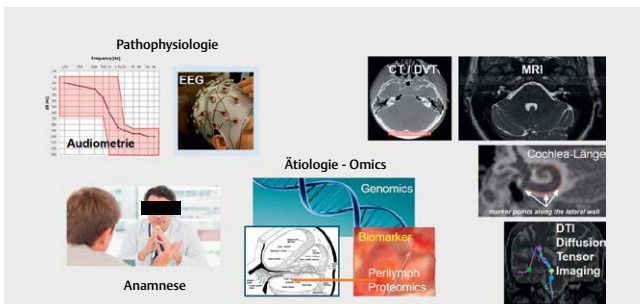 Pathophysiologie
Frequency [Hz]
Audiometrie
EEG
CT / DVT
MRI
Cochlea-Länge
marker points along the lateral wall
Ätiologie - Omics
Genomics
Biomarker
Perilymph
Proteomics
Anamnese
DTI
Diffusion
Tensor
Imaging